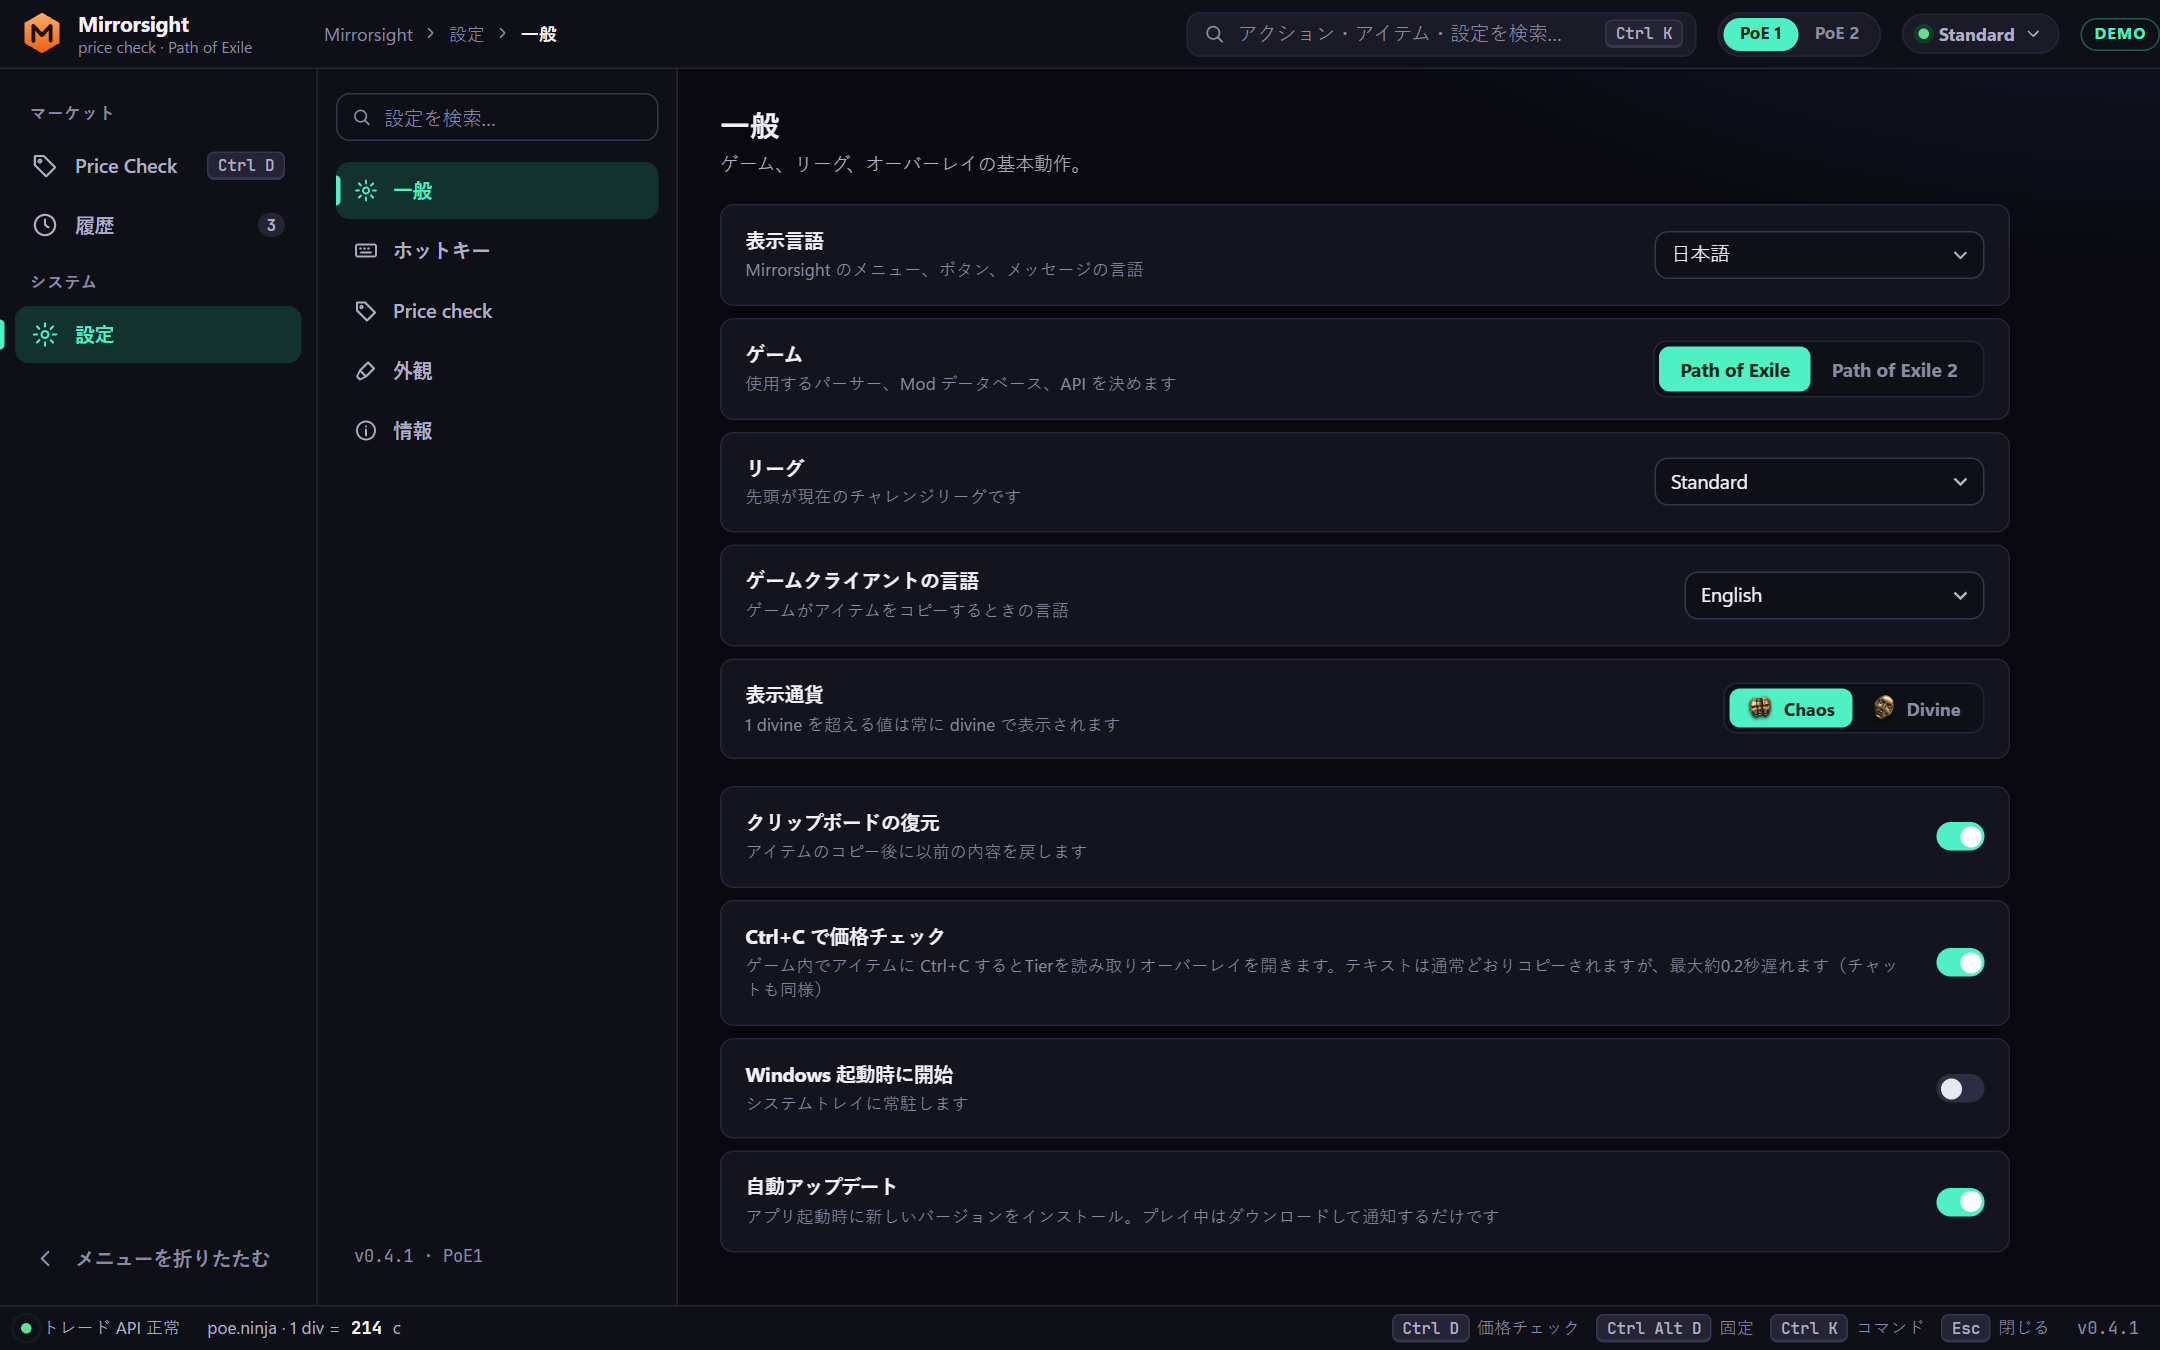 Mirrorsight
price check · Path of Exile
Mirrorsight > 設定 > 一般
アクション・アイテム・設定を検索... Ctrl K
PoE 1 PoE 2
Standard
DEMO
マーケット
Price Check Ctrl D
履歴 3
システム
設定
メニューを折りたたむ
設定を検索...
一般
ホットキー
Price check
外観
情報
v0.4.1 · PoE1
一般
ゲーム、リーグ、オーバーレイの基本動作。
表示言語
Mirrorsight のメニュー、ボタン、メッセージの言語
日本語
ゲーム
使用するパーサー、Mod データベース、API を決めます
Path of Exile Path of Exile 2
リーグ
先頭が現在のチャレンジリーグです
Standard
ゲームクライアントの言語
ゲームがアイテムをコピーするときの言語
English
表示通貨
1 divine を超える値は常に divine で表示されます
Chaos Divine
クリップボードの復元
アイテムのコピー後に以前の内容を戻します
Ctrl+C で価格チェック
ゲーム内でアイテムに Ctrl+C するとTierを読み取りオーバーレイを開きます。テキストは通常どおりコピーされますが、最大約0.2秒遅れます（チャッ
トも同様）
Windows 起動時に開始
システムトレイに常駐します
自動アップデート
アプリ起動時に新しいバージョンをインストール。プレイ中はダウンロードして通知するだけです
トレード API 正常 poe.ninja · 1 div = 214 c
Ctrl D 価格チェック Ctrl Alt D 固定 Ctrl K コマンド Esc 閉じる v0.4.1